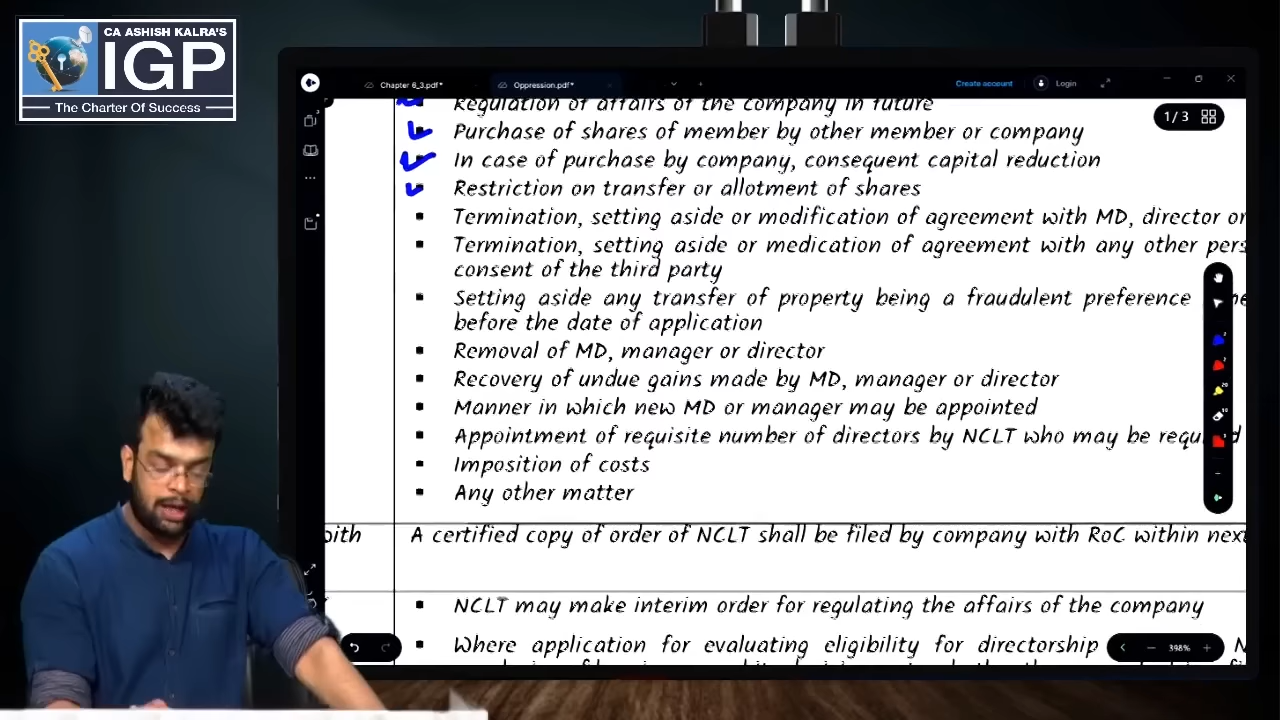 CA ASHISH KALRA'S
IGP
The Charter Of Success
Chapter 6_3.pdf*
Oppression.pdf*
Create account
Login
1/3
Regulation of affairs of the company in future
Purchase of shares of member by other member or company
In case of purchase by company, consequent capital reduction
Restriction on transfer or allotment of shares
Termination, setting aside or modification of agreement with MD, director or
Termination, setting aside or medication of agreement with any other pers
consent of the third party
Setting aside any transfer of property being a fraudulent preference
before the date of application
Removal of MD, manager or director
Recovery of undue gains made by MD, manager or director
Manner in which new MD or manager may be appointed
Appointment of requisite number of directors by NCLT who may be requ
Imposition of costs
Any other matter
with
A certified copy of order of NCLT shall be filed by company with RoC within next
NCLT may make interim order for regulating the affairs of the company
Where application for evaluating eligibility for directorship N
398%